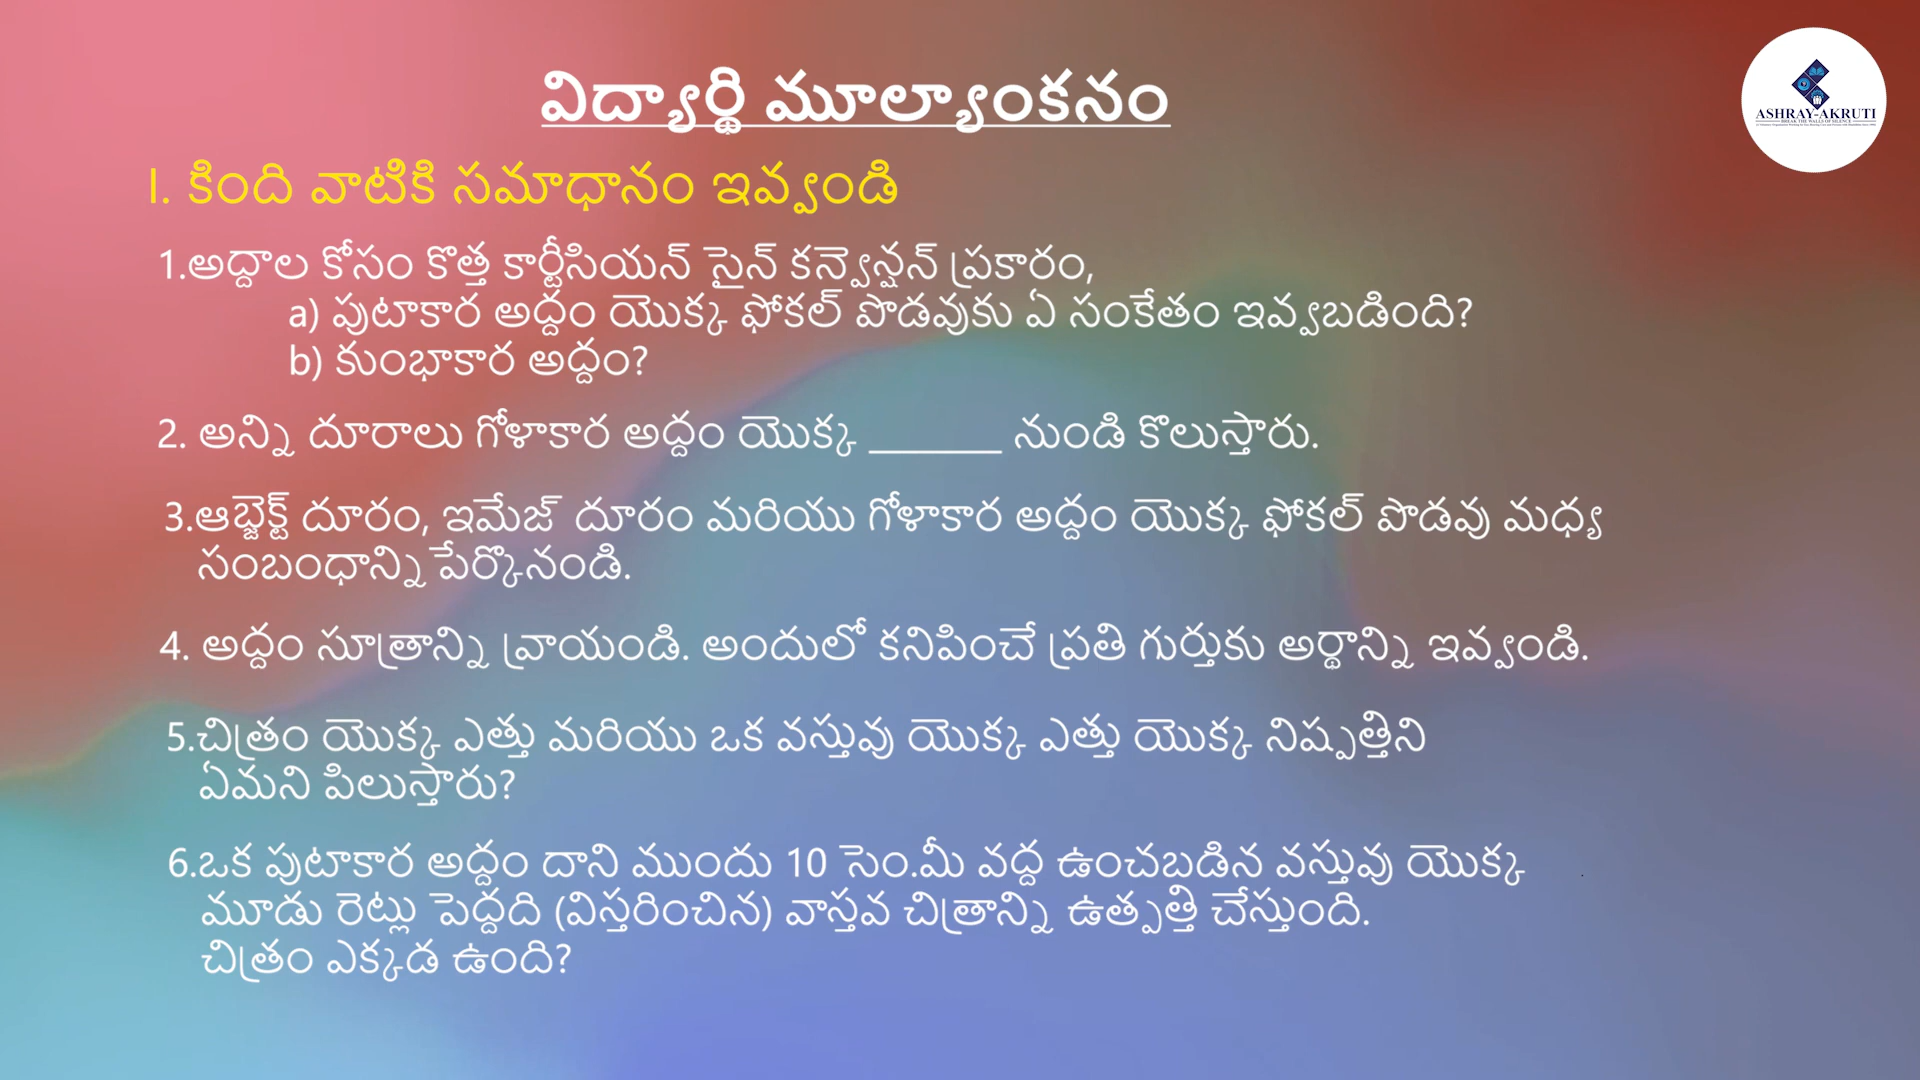 విద్యార్థి మూల్యాంకనం
ASHRAY-AKRUTI
I. కింది వాటికి సమాధానం ఇవ్వండి
1.అద్దాల కోసం కొత్త కార్టీసియన్ సైన్ కన్వెన్షన్ ప్రకారం,
a) పుటాకార అద్దం యొక్క ఫోకల్ పొడవుకు ఏ సంకేతం ఇవ్వబడింది?
b) కుంభాకార అద్దం?
2. అన్ని దూరాలు గోళాకార అద్దం యొక్క ______ నుండి కొలుస్తారు.
3.ఆబ్జెక్ట్ దూరం, ఇమేజ్ దూరం మరియు గోళాకార అద్దం యొక్క ఫోకల్ పొడవు మధ్య
సంబంధాన్ని పేర్కొనండి.
4. అద్దం సూత్రాన్ని వ్రాయండి. అందులో కనిపించే ప్రతి గుర్తుకు అర్థాన్ని ఇవ్వండి.
5.చిత్రం యొక్క ఎత్తు మరియు ఒక వస్తువు యొక్క ఎత్తు యొక్క నిష్పత్తిని
ఏమని పిలుస్తారు?
6.ఒక పుటాకార అద్దం దాని ముందు 10 సెం.మీ వద్ద ఉంచబడిన వస్తువు యొక్క
మూడు రెట్లు పెద్దది (విస్తరించిన) వాస్తవ చిత్రాన్ని ఉత్పత్తి చేస్తుంది.
చిత్రం ఎక్కడ ఉంది?